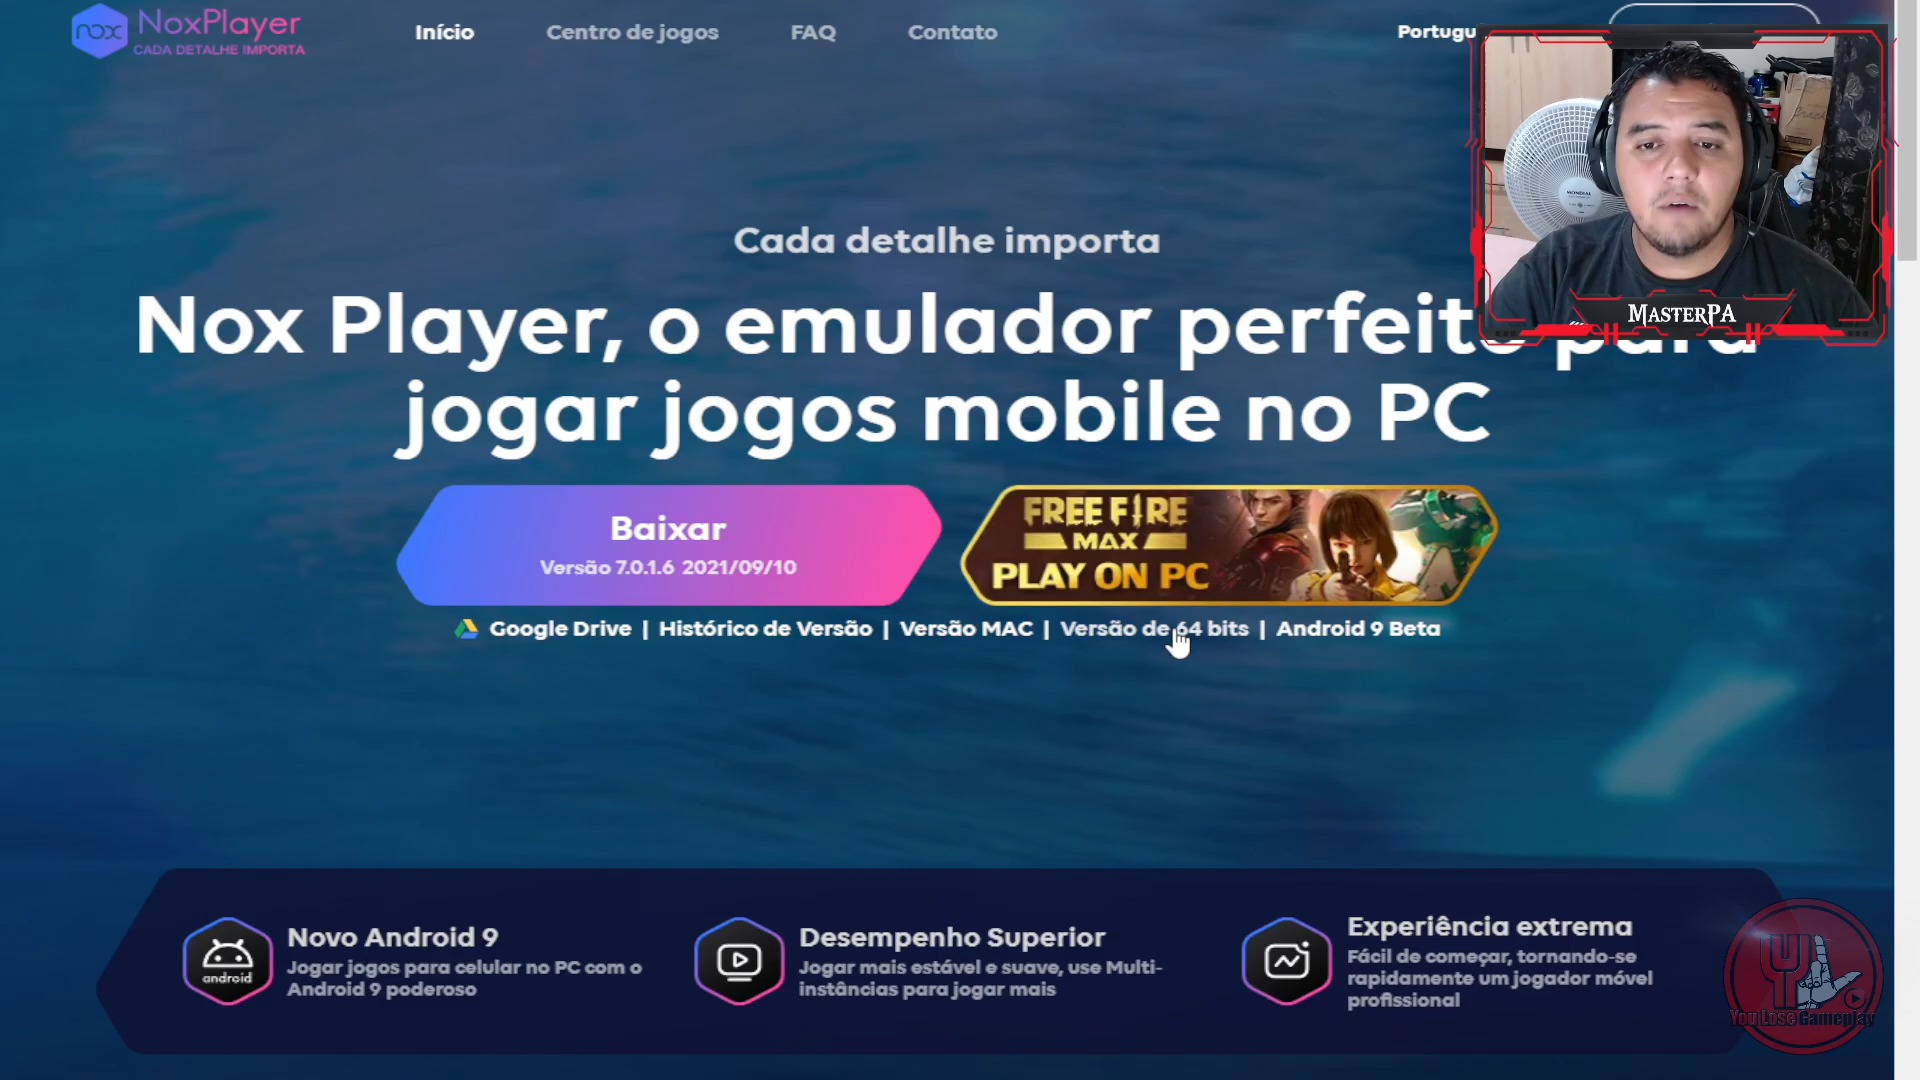 nox NoxPlayer
CADA DETALHE IMPORTA
Início
Centro de jogos
FAQ
Contato
Portugu
MONDIAL
MASTERPA
Cada detalhe importa
Nox Player, o emulador perfeito para
jogar jogos mobile no PC
Baixar
Versão 7.0.1.6 2021/09/10
FREE FIRE
MAX
PLAY ON PC
Google Drive | Histórico de Versão | Versão MAC | Versão de 64 bits | Android 9 Beta
android
Novo Android 9
Jogar jogos para celular no PC com o
Android 9 poderoso
Desempenho Superior
Jogar mais estável e suave, use Multi-
instâncias para jogar mais
Experiência extrema
Fácil de começar, tornando-se
rapidamente um jogador móvel
profissional
You Lose Gameplay